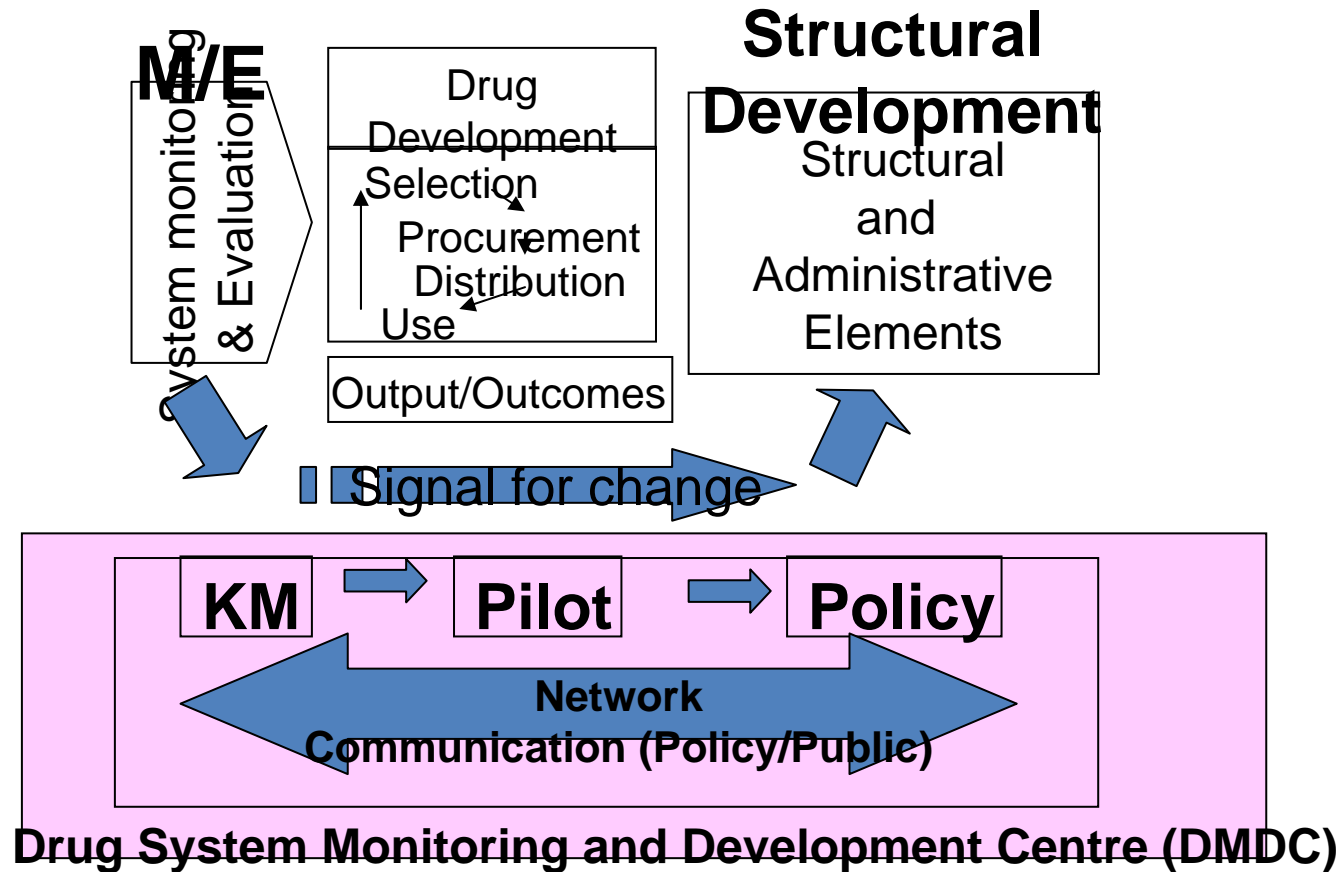 M/E
System monitoring
& Evaluation
Drug
Development
Selection
Procurement
Distribution
Use
Output/Outcomes
Structural
Development
Structural
and
Administrative
Elements
Signal for change
KM
Pilot
Policy
Network
Communication (Policy/Public)
Drug System Monitoring and Development Centre (DMDC)